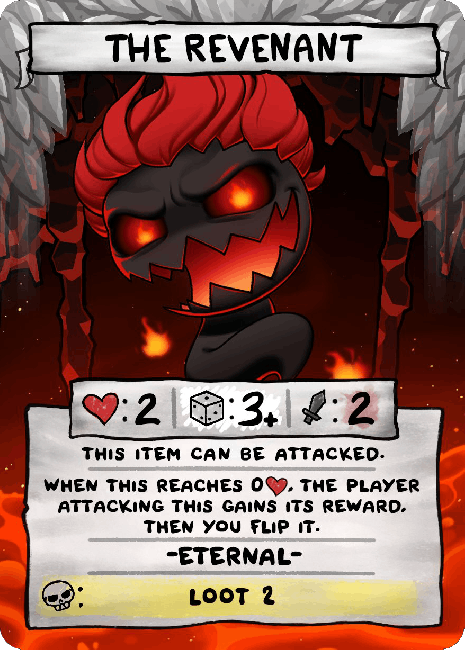 THE REVENANT
:2 :3+ :2
THIS ITEM CAN BE ATTACKED.
WHEN THIS REACHES 0, THE PLAYER
ATTACKING THIS GAINS ITS REWARD.
THEN YOU FLIP IT.
-ETERNAL-
: LOOT 2